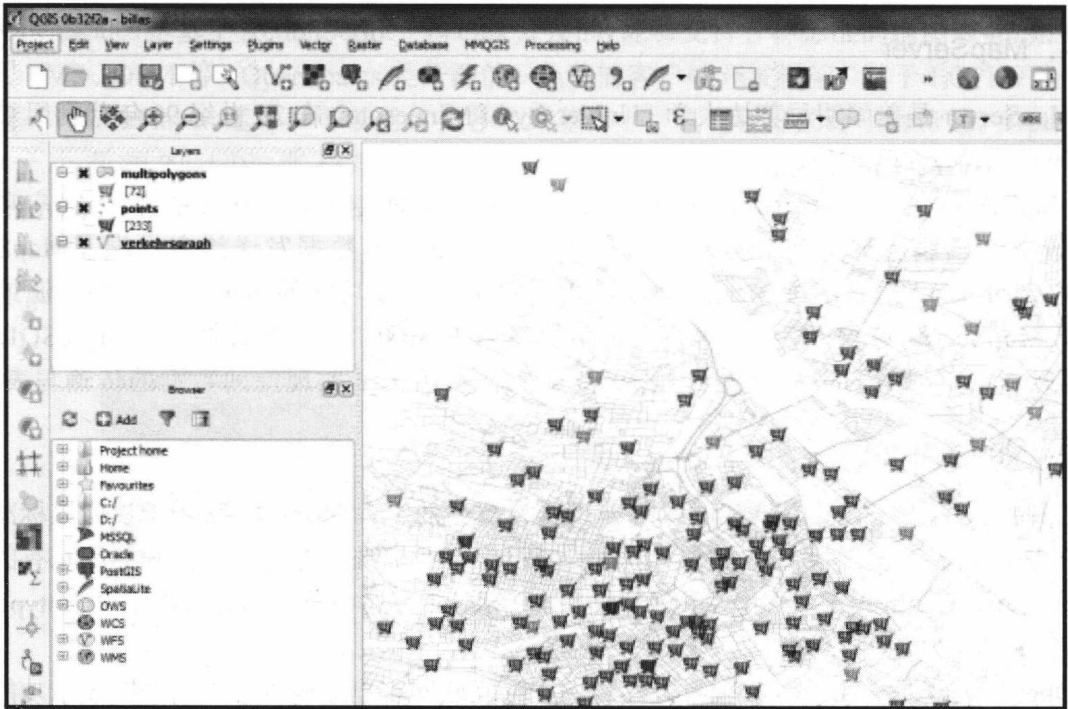 QGIS 0b32f2a - billas
Project Edit View Layer Settings Plugins Vector Raster Database MMQGIS Processing Help
Layers
multipolygons
[72]
points
[233]
verkehrsgraph
Browser
Add
Project home
Home
Favourites
C:/
D:/
MSSQL
Oracle
PostGIS
SpatiaLite
OWS
WCS
WFS
WMS